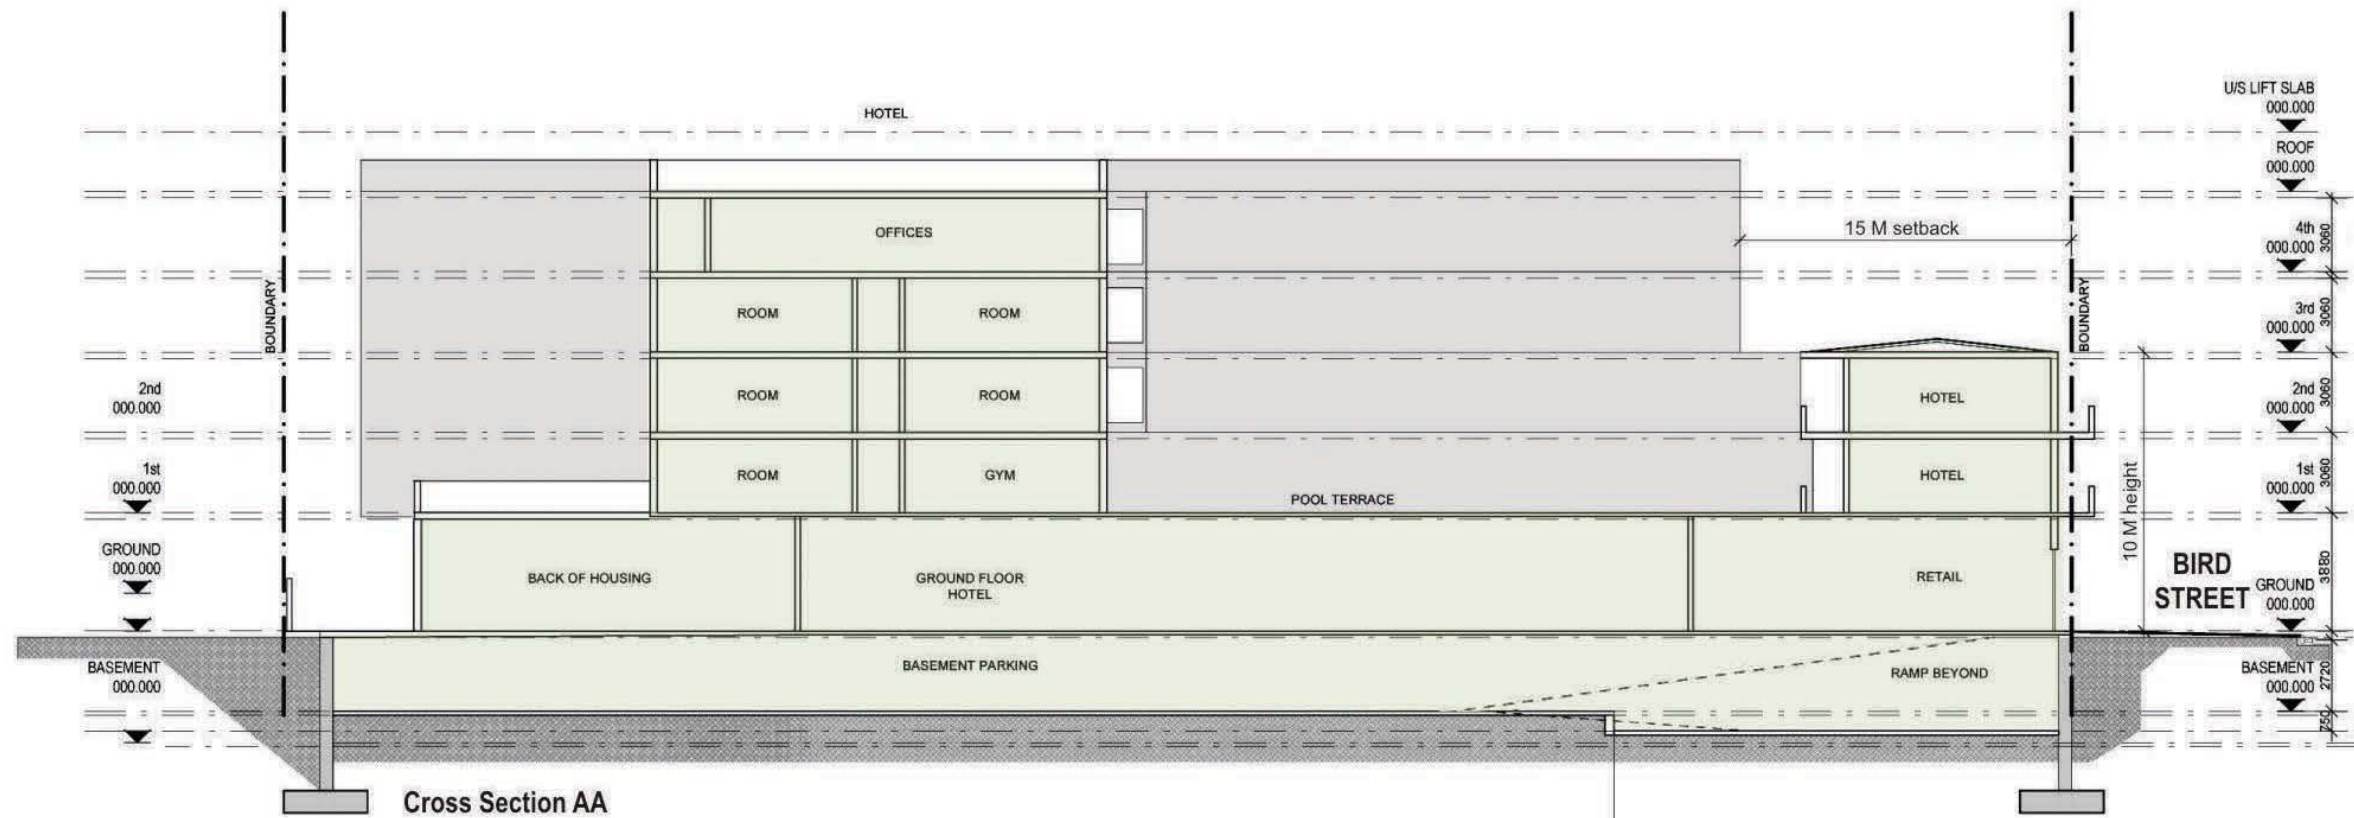 HOTEL
U/S LIFT SLAB
000.000
ROOF
000.000
OFFICES
15 M setback
4th
000.000
3060
BOUNDARY
BOUNDARY
ROOM
ROOM
3rd
000.000
3060
2nd
000.000
ROOM
ROOM
HOTEL
2nd
000.000
3060
1st
000.000
ROOM
GYM
POOL TERRACE
HOTEL
1st
000.000
3060
10 M height
GROUND
000.000
BACK OF HOUSING
GROUND FLOOR
HOTEL
RETAIL
BIRD
STREET
GROUND
000.000
3880
BASEMENT
000.000
BASEMENT PARKING
RAMP BEYOND
BASEMENT
000.000
2720
750
Cross Section AA